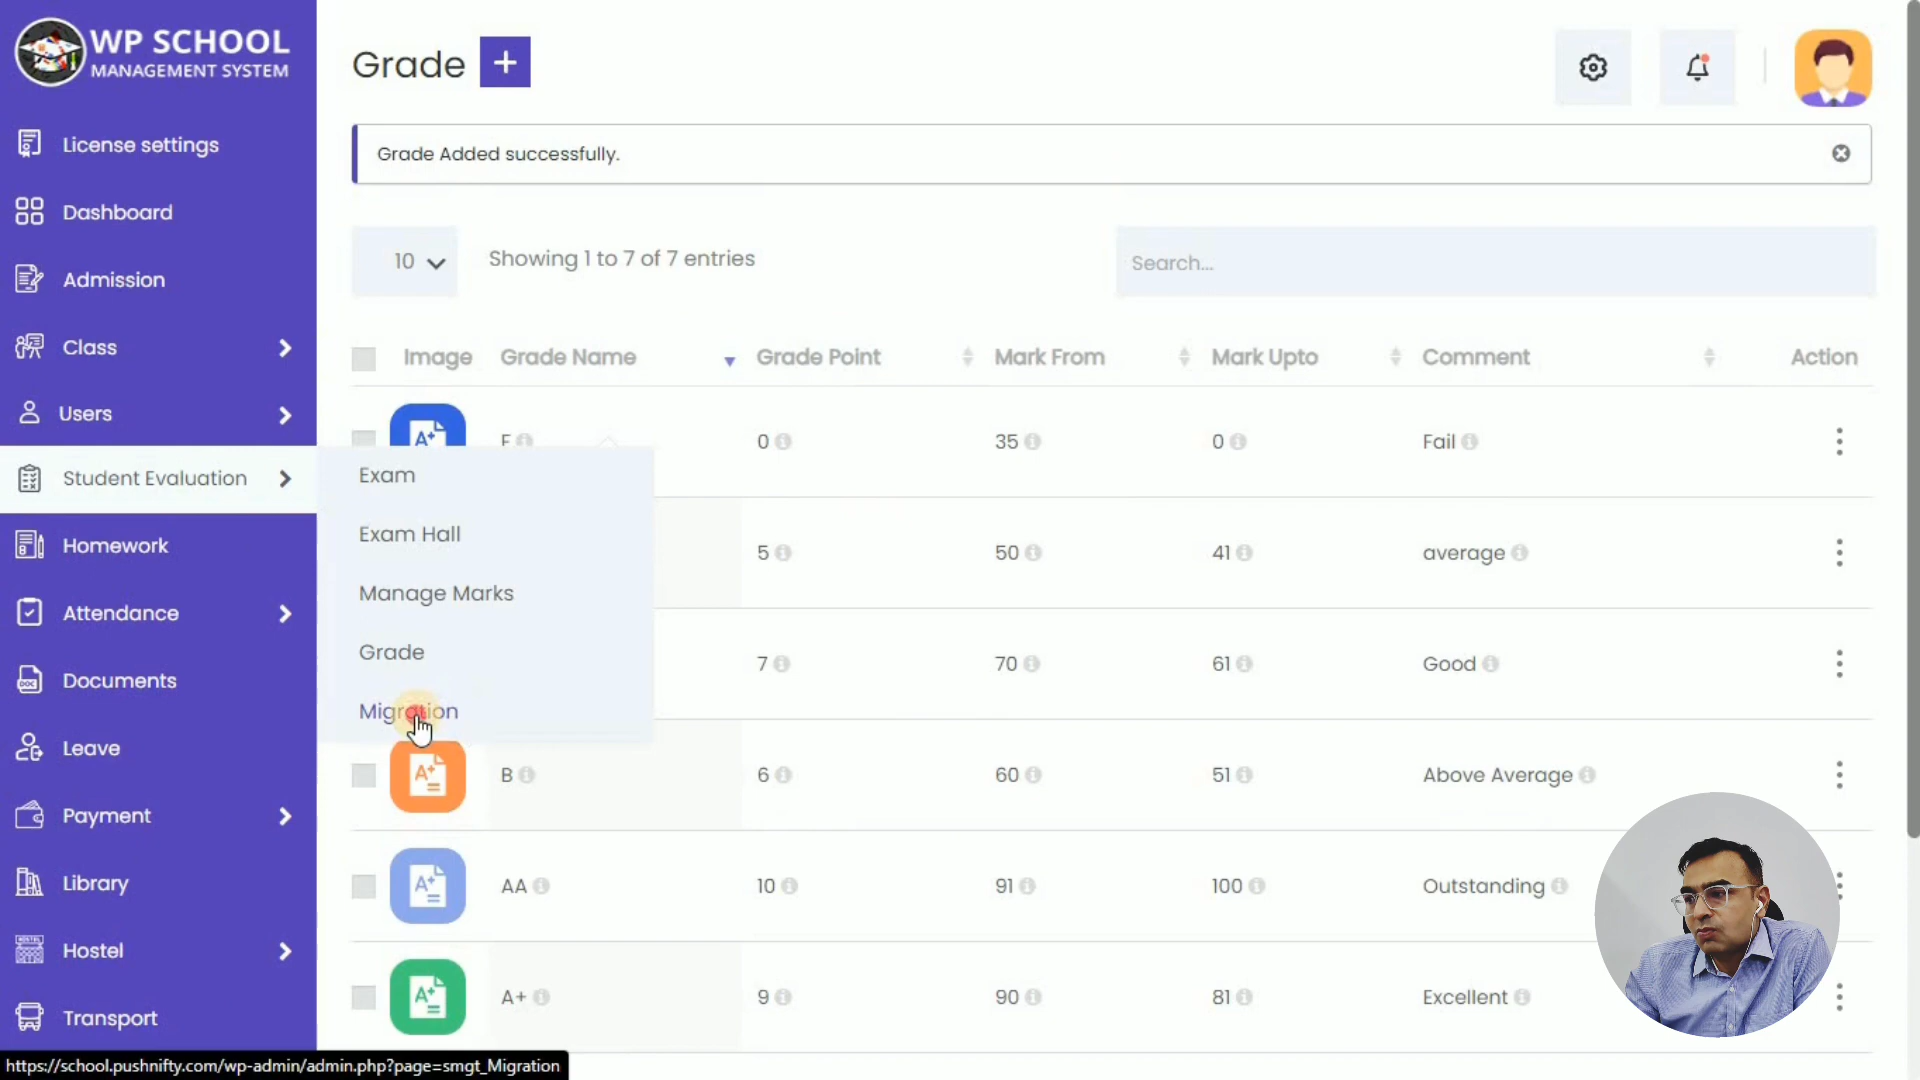 WP SCHOOL
MANAGEMENT SYSTEM
License settings
Dashboard
Admission
Class
Users
Student Evaluation
Homework
Attendance
Documents
Leave
Payment
Library
Hostel
Transport
Exam
Exam Hall
Manage Marks
Grade
Migration
Grade +
Grade Added successfully.
10
Showing 1 to 7 of 7 entries
Search...
Image Grade Name Grade Point Mark From Mark Upto Comment Action
0 35 0 Fail
5 50 41 average
7 70 61 Good
A+ B 6 60 51 Above Average
A+ AA 10 91 100 Outstanding
A+ A+ 9 90 81 Excellent
https://school.pushnifty.com/wp-admin/admin.php?page=smgt_Migration